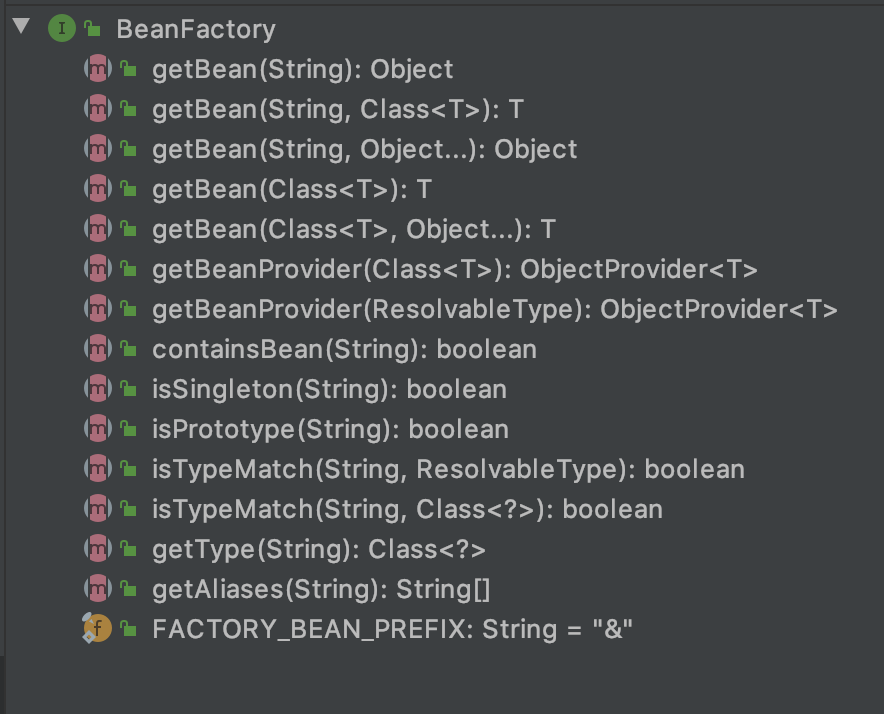 I BeanFactory
m getBean(String): Object
m getBean(String, Class<T>): T
m getBean(String, Object...): Object
m getBean(Class<T>): T
m getBean(Class<T>, Object...): T
m getBeanProvider(Class<T>): ObjectProvider<T>
m getBeanProvider(ResolvableType): ObjectProvider<T>
m containsBean(String): boolean
m isSingleton(String): boolean
m isPrototype(String): boolean
m isTypeMatch(String, ResolvableType): boolean
m isTypeMatch(String, Class<?>): boolean
m getType(String): Class<?>
m getAliases(String): String[]
f FACTORY_BEAN_PREFIX: String = "&"